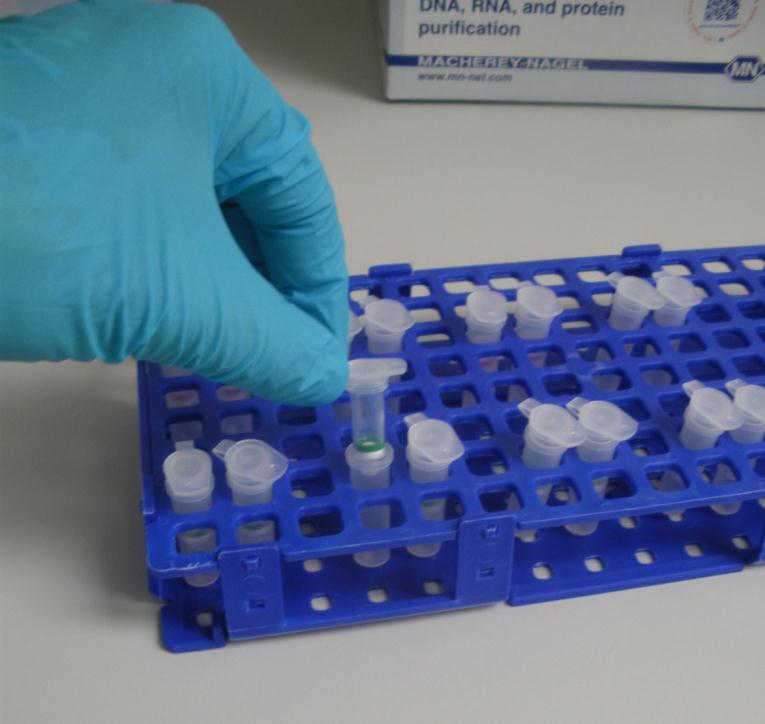 DNA, RNA, and protein
purification
MACHEREY-NAGEL
www.mn-net.com
MN